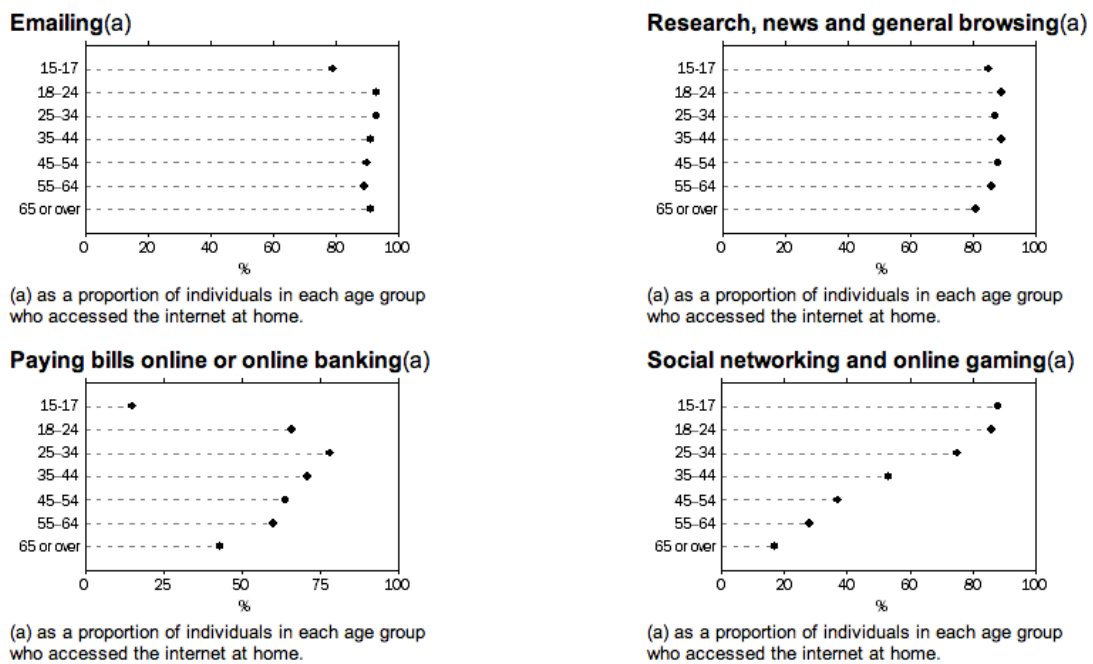 Emailing(a)
15-17
18–24
25–34
35–44
45–54
55–64
65 or over
0 20 40 60 80 100
%
(a) as a proportion of individuals in each age group
who accessed the internet at home.
Research, news and general browsing(a)
15-17
18–24
25–34
35–44
45–54
55–64
65 or over
0 20 40 60 80 100
%
(a) as a proportion of individuals in each age group
who accessed the internet at home.
Paying bills online or online banking(a)
15-17
18–24
25–34
35–44
45–54
55–64
65 or over
0 25 50 75 100
%
(a) as a proportion of individuals in each age group
who accessed the internet at home.
Social networking and online gaming(a)
15-17
18–24
25–34
35–44
45–54
55–64
65 or over
0 20 40 60 80 100
%
(a) as a proportion of individuals in each age group
who accessed the internet at home.